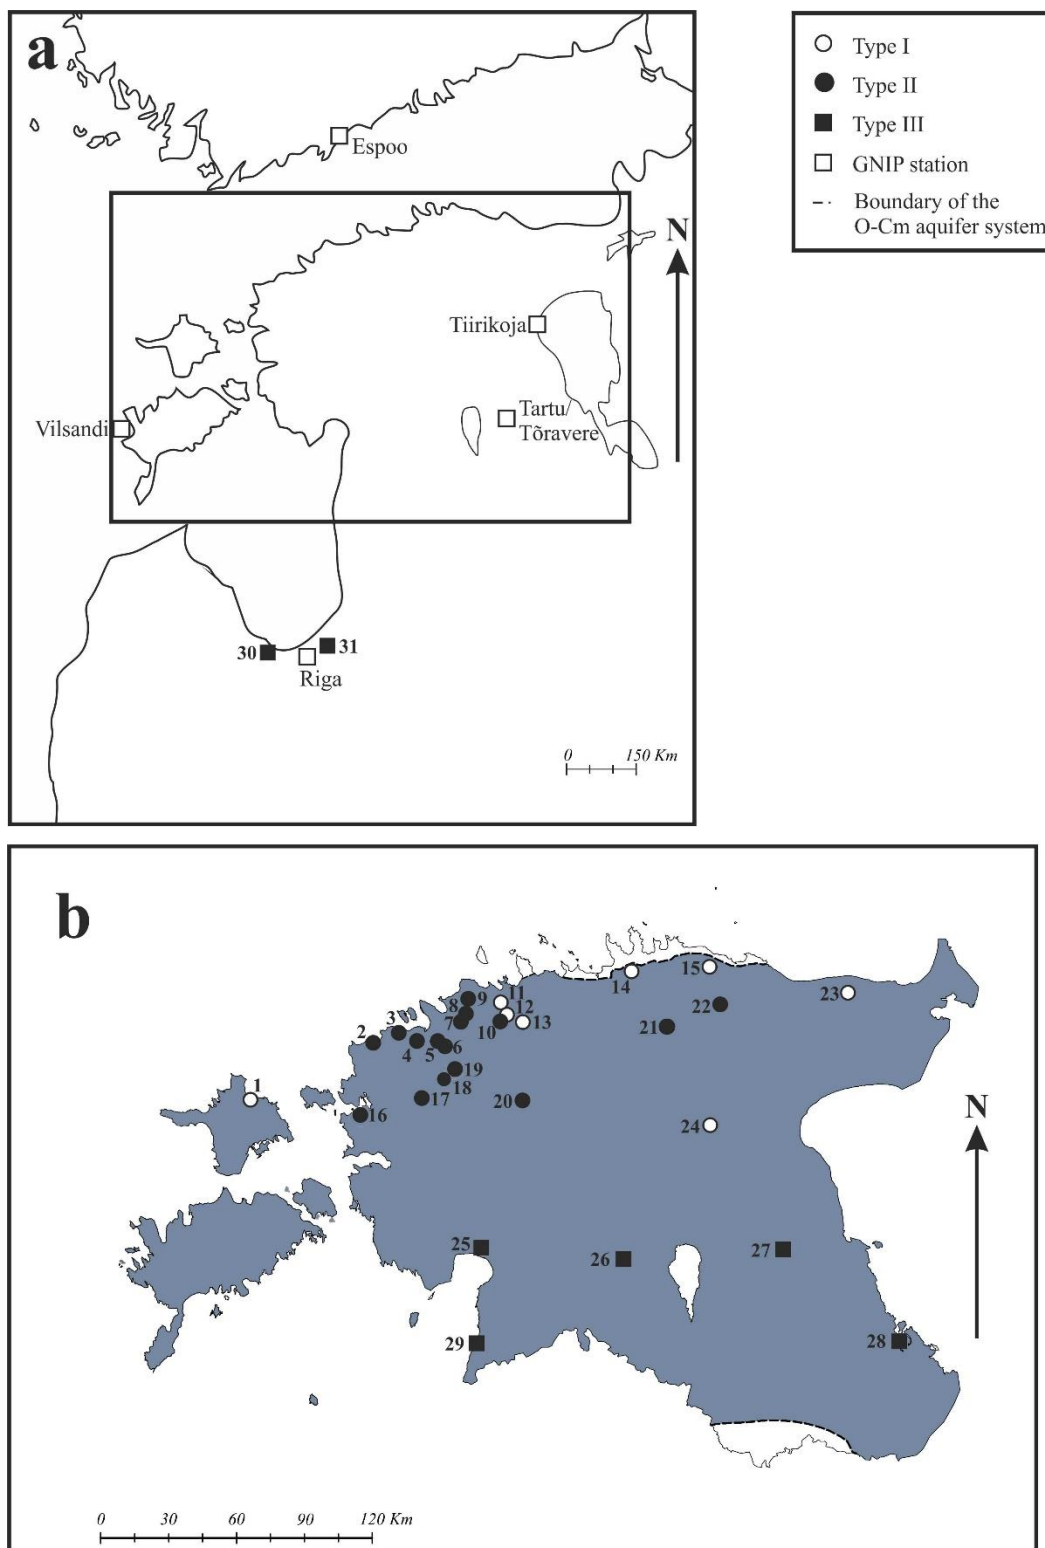 a
Type I
Type II
Type III
GNIP station
Boundary of the
O-Cm aquifer system
Espoo
N
Tiirikoja
Vilsandi
Tartu/
Tõravere
30
31
Riga
0 150 Km
b
1
2
3
4
5
6
7
8
9
10
11
12
13
14
15
16
17
18
19
20
21
22
23
24
N
25
26
27
28
29
0 30 60 90 120 Km